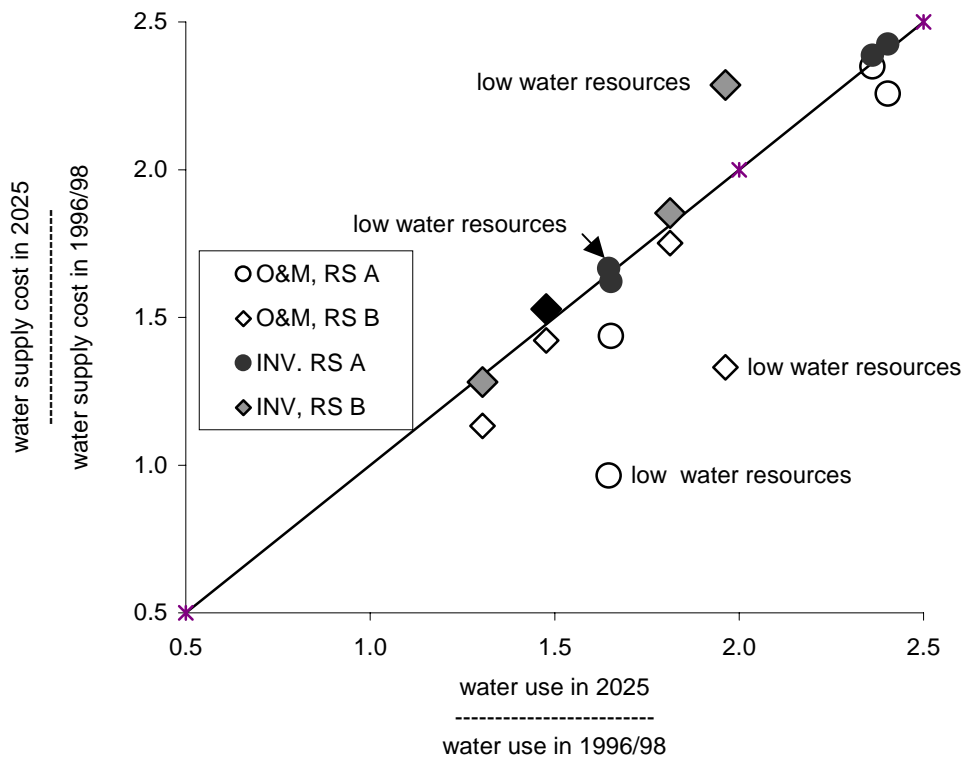 2.5
low water resources
2.0
low water resources
water supply cost in 2025
---------------------------
water supply cost in 1996/98
O&M, RS A
O&M, RS B
INV. RS A
INV, RS B
1.5
low water resources
low  water resources
1.0
0.5
0.5 1.0 1.5 2.0 2.5
water use in 2025
-------------------------
water use in 1996/98